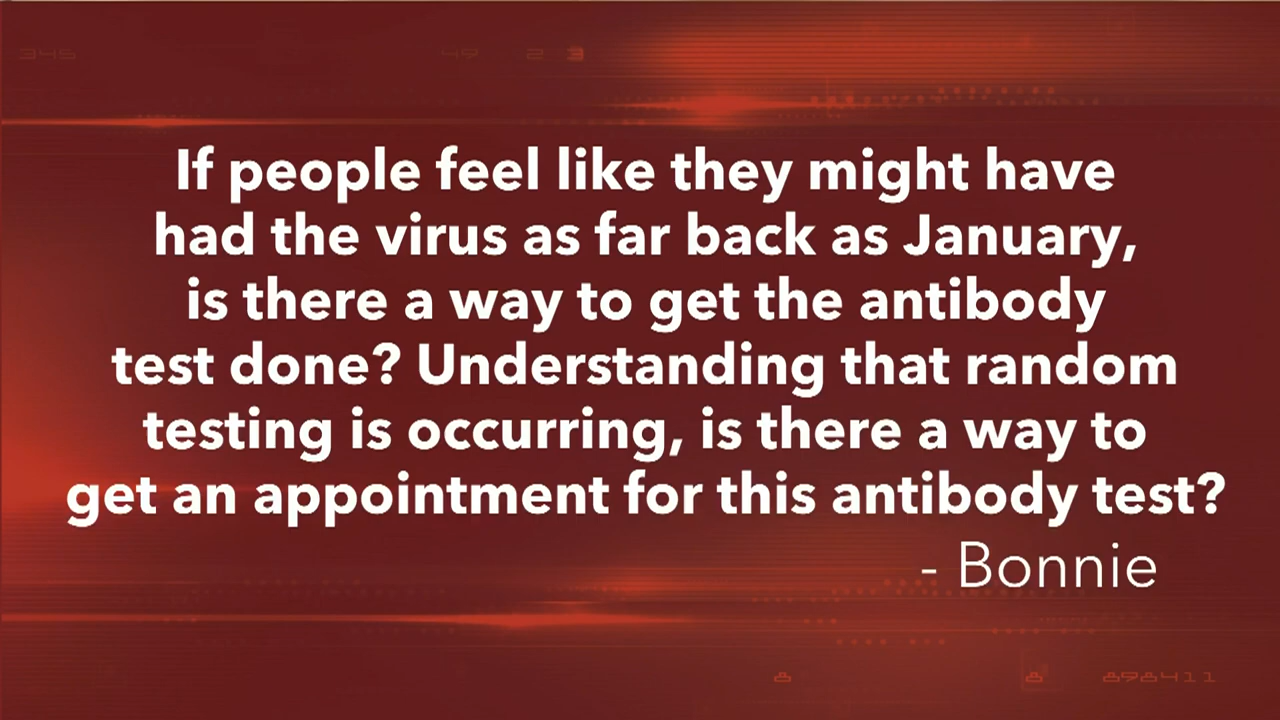 If people feel like they might have
had the virus as far back as January,
is there a way to get the antibody
test done? Understanding that random
testing is occurring, is there a way to
get an appointment for this antibody test?
- Bonnie